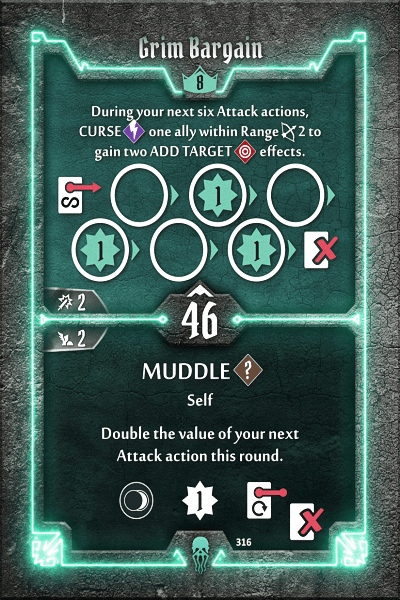 Grim Bargain
8
During your next six Attack actions,
CURSE one ally within Range 2 to
gain two ADD TARGET effects.
1
1 1
2
46
2
MUDDLE ?
Self
Double the value of your next
Attack action this round.
1
316